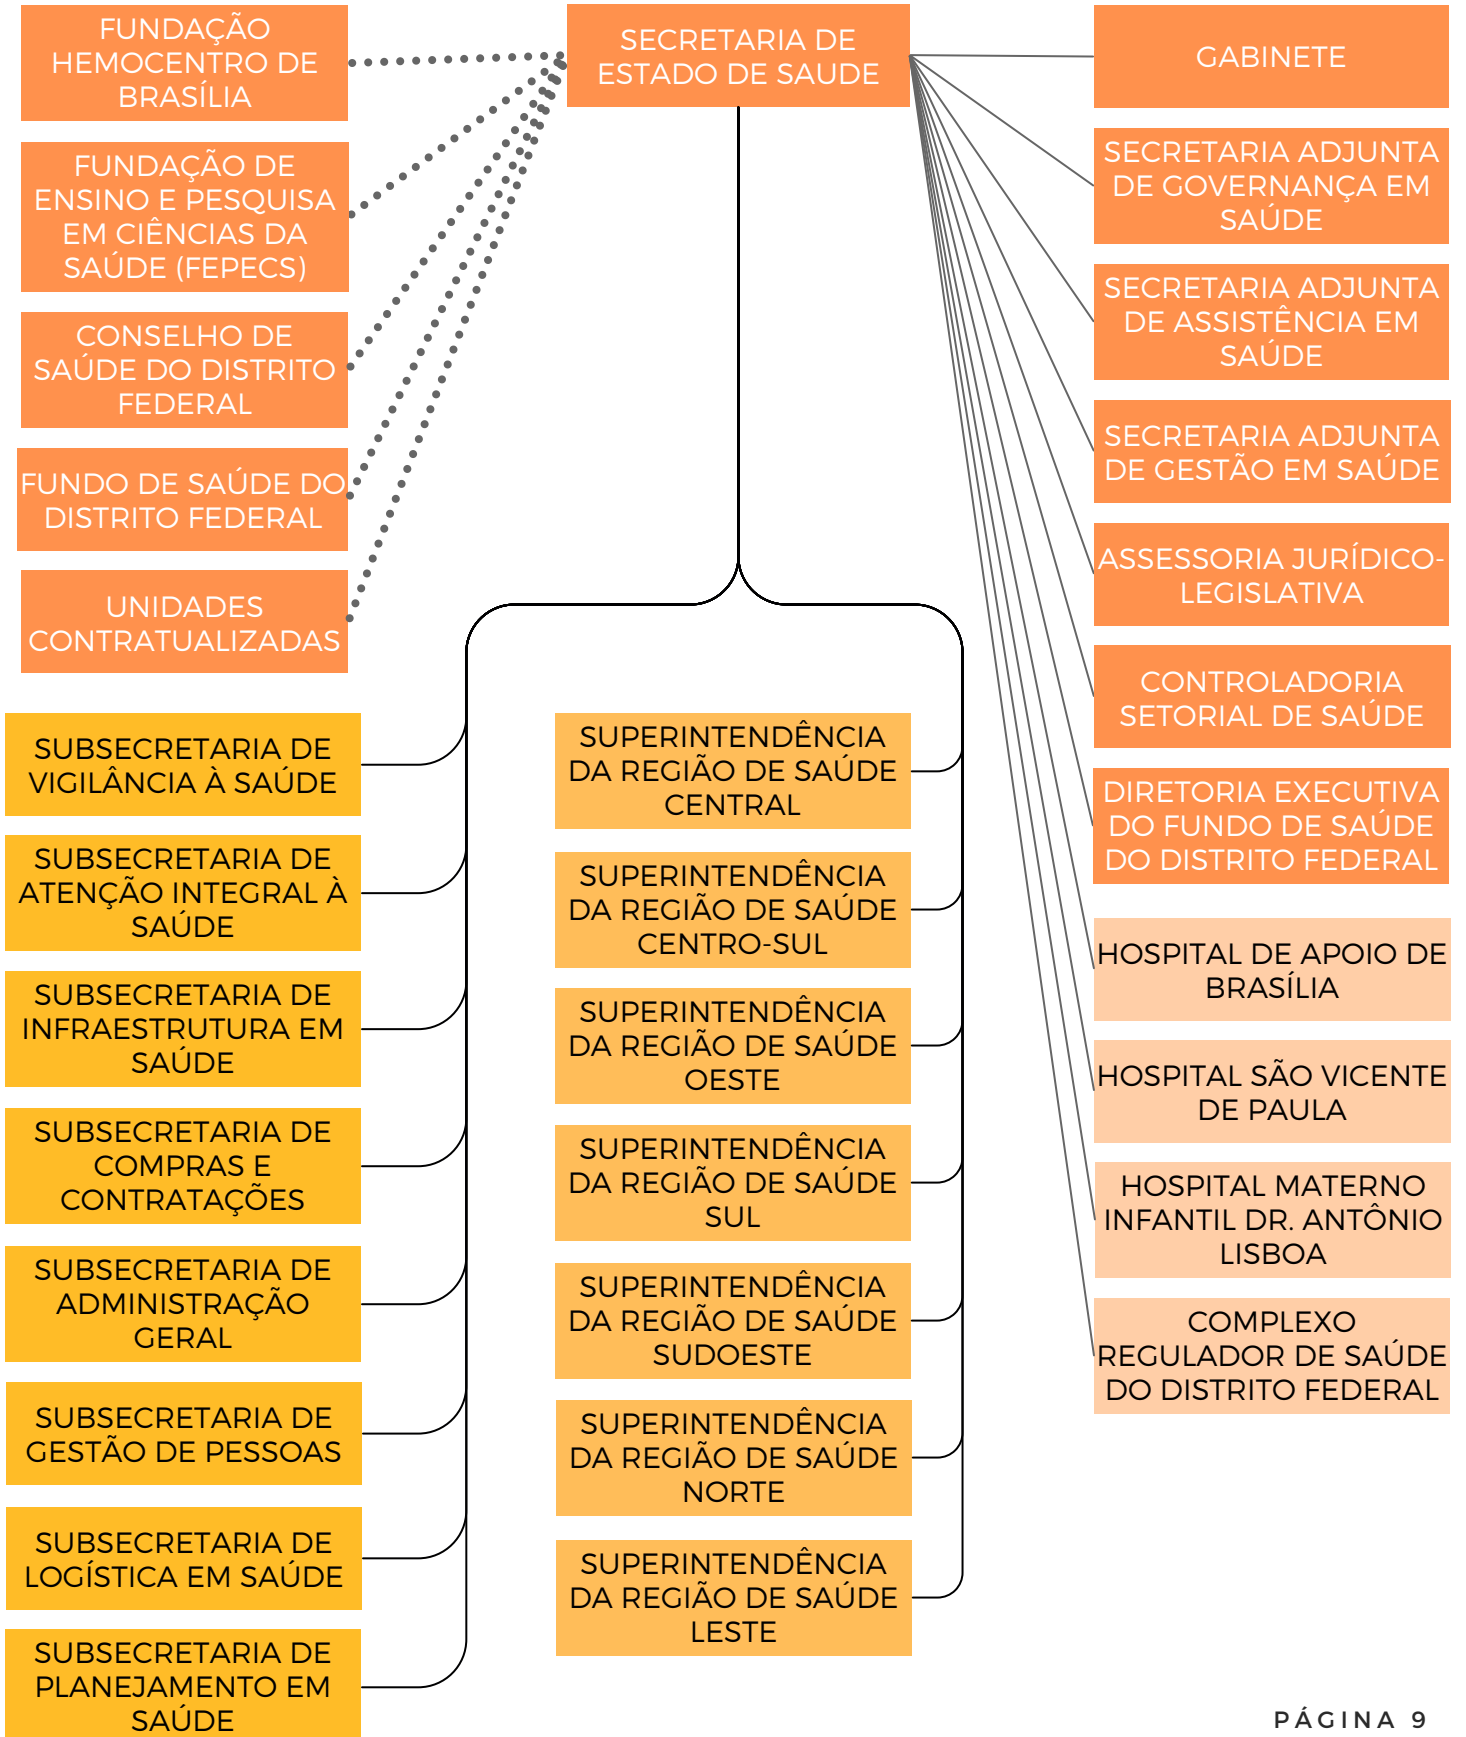 FUNDAÇÃO
HEMOCENTRO DE
BRASÍLIA
FUNDAÇÃO DE
ENSINO E PESQUISA
EM CIÊNCIAS DA
SAÚDE (FEPECS)
CONSELHO DE
SAÚDE DO DISTRITO
FEDERAL
FUNDO DE SAÚDE DO
DISTRITO FEDERAL
UNIDADES
CONTRATUALIZADAS
SECRETARIA DE
ESTADO DE SAUDE
GABINETE
SECRETARIA ADJUNTA
DE GOVERNANÇA EM
SAÚDE
SECRETARIA ADJUNTA
DE ASSISTÊNCIA EM
SAÚDE
SECRETARIA ADJUNTA
DE GESTÃO EM SAÚDE
ASSESSORIA JURÍDICO-
LEGISLATIVA
CONTROLADORIA
SETORIAL DE SAÚDE
DIRETORIA EXECUTIVA
DO FUNDO DE SAÚDE
DO DISTRITO FEDERAL
HOSPITAL DE APOIO DE
BRASÍLIA
HOSPITAL SÃO VICENTE
DE PAULA
HOSPITAL MATERNO
INFANTIL DR. ANTÔNIO
LISBOA
COMPLEXO
REGULADOR DE SAÚDE
DO DISTRITO FEDERAL
SUBSECRETARIA DE
VIGILÂNCIA À SAÚDE
SUBSECRETARIA DE
ATENÇÃO INTEGRAL À
SAÚDE
SUBSECRETARIA DE
INFRAESTRUTURA EM
SAÚDE
SUBSECRETARIA DE
COMPRAS E
CONTRATAÇÕES
SUBSECRETARIA DE
ADMINISTRAÇÃO
GERAL
SUBSECRETARIA DE
GESTÃO DE PESSOAS
SUBSECRETARIA DE
LOGÍSTICA EM SAÚDE
SUBSECRETARIA DE
PLANEJAMENTO EM
SAÚDE
SUPERINTENDÊNCIA
DA REGIÃO DE SAÚDE
CENTRAL
SUPERINTENDÊNCIA
DA REGIÃO DE SAÚDE
CENTRO-SUL
SUPERINTENDÊNCIA
DA REGIÃO DE SAÚDE
OESTE
SUPERINTENDÊNCIA
DA REGIÃO DE SAÚDE
SUL
SUPERINTENDÊNCIA
DA REGIÃO DE SAÚDE
SUDOESTE
SUPERINTENDÊNCIA
DA REGIÃO DE SAÚDE
NORTE
SUPERINTENDÊNCIA
DA REGIÃO DE SAÚDE
LESTE
PÁGINA 9